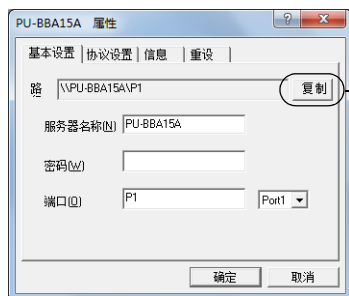 PU-BBA15A 属性
基本设置 协议设置 信息 重设
路 \\PU-BBA15A\P1 复制
服务器名称(N) PU-BBA15A
密码(W)
端口(O) P1 Port1
确定 取消